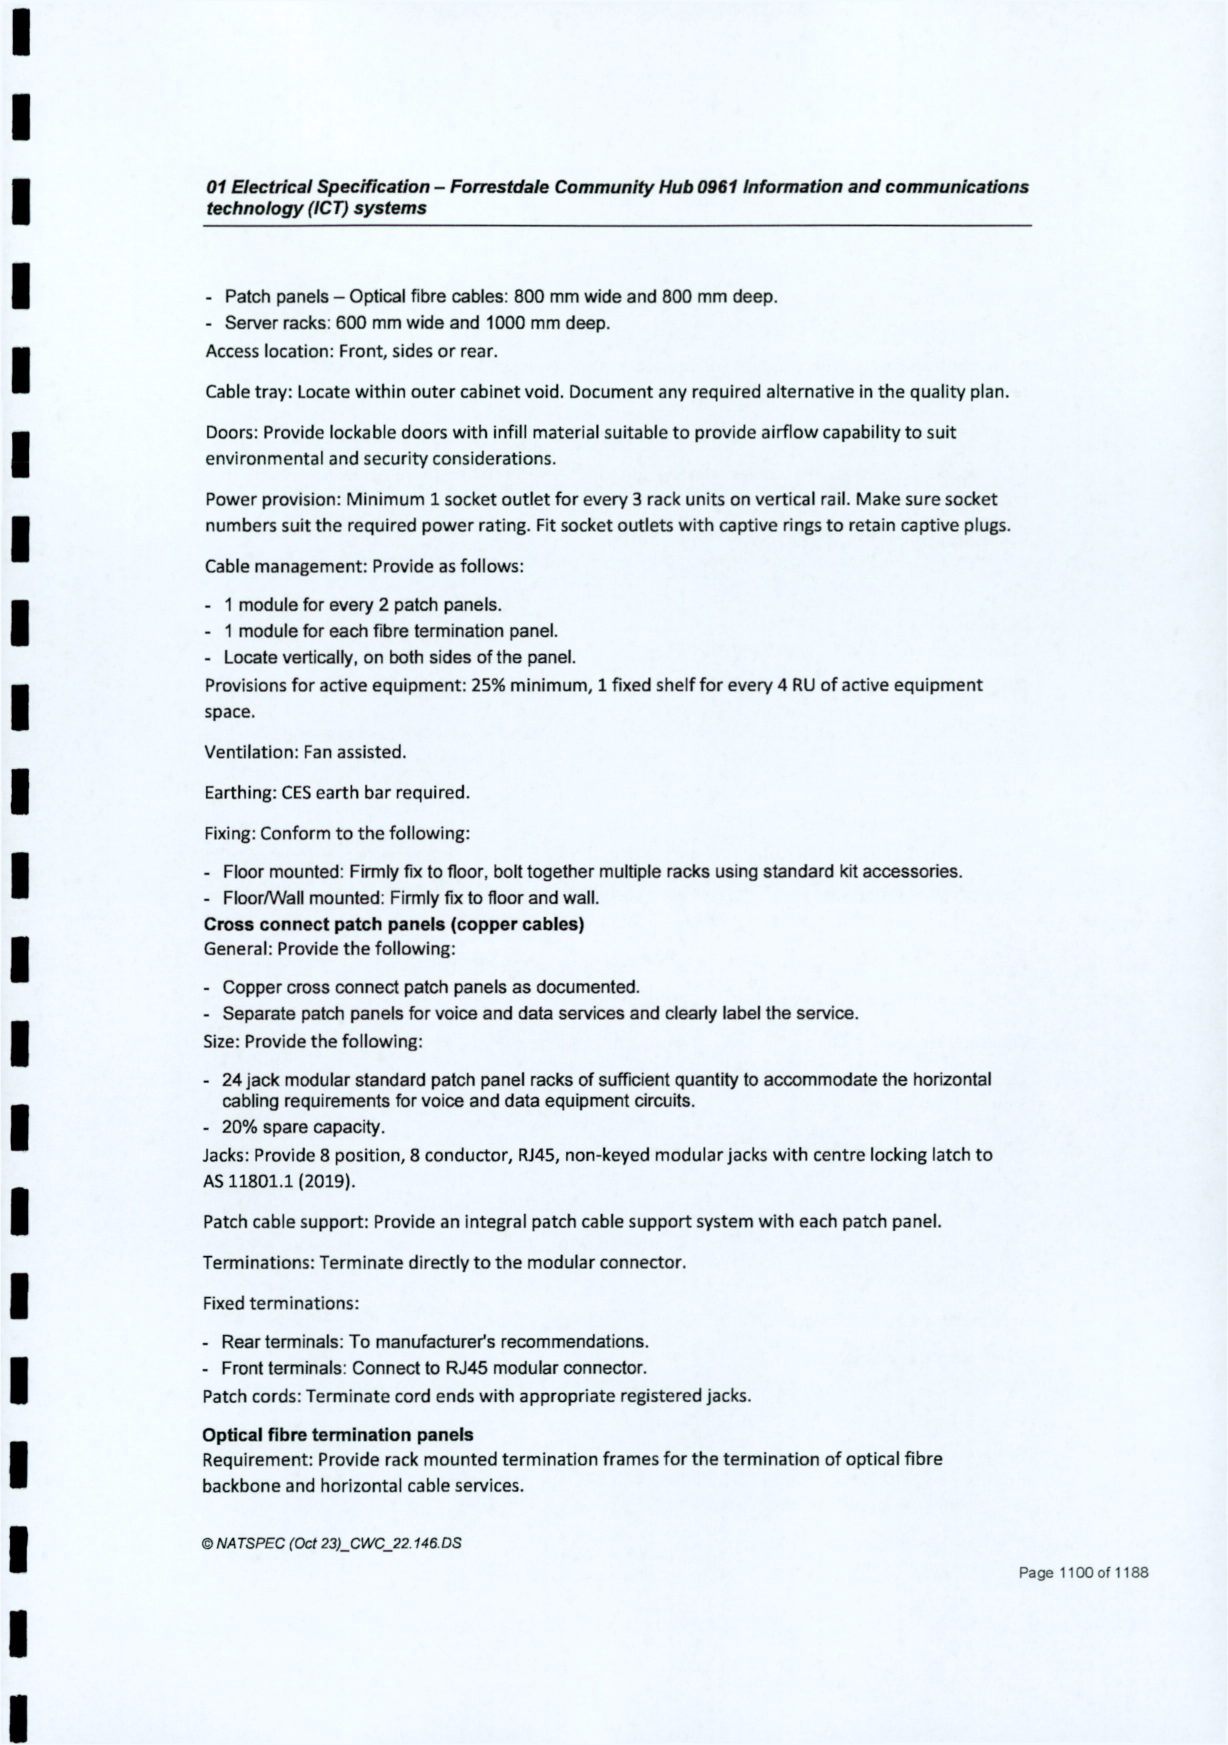 01 Electrical Specification – Forrestdale Community Hub 0961 Information and communications
technology (ICT) systems
- Patch panels – Optical fibre cables: 800 mm wide and 800 mm deep.
- Server racks: 600 mm wide and 1000 mm deep.
Access location: Front, sides or rear.
Cable tray: Locate within outer cabinet void. Document any required alternative in the quality plan.
Doors: Provide lockable doors with infill material suitable to provide airflow capability to suit
environmental and security considerations.
Power provision: Minimum 1 socket outlet for every 3 rack units on vertical rail. Make sure socket
numbers suit the required power rating. Fit socket outlets with captive rings to retain captive plugs.
Cable management: Provide as follows:
- 1 module for every 2 patch panels.
- 1 module for each fibre termination panel.
- Locate vertically, on both sides of the panel.
Provisions for active equipment: 25% minimum, 1 fixed shelf for every 4 RU of active equipment
space.
Ventilation: Fan assisted.
Earthing: CES earth bar required.
Fixing: Conform to the following:
- Floor mounted: Firmly fix to floor, bolt together multiple racks using standard kit accessories.
- Floor/Wall mounted: Firmly fix to floor and wall.
Cross connect patch panels (copper cables)
General: Provide the following:
- Copper cross connect patch panels as documented.
- Separate patch panels for voice and data services and clearly label the service.
Size: Provide the following:
- 24 jack modular standard patch panel racks of sufficient quantity to accommodate the horizontal
cabling requirements for voice and data equipment circuits.
- 20% spare capacity.
Jacks: Provide 8 position, 8 conductor, RJ45, non-keyed modular jacks with centre locking latch to
AS 11801.1 (2019).
Patch cable support: Provide an integral patch cable support system with each patch panel.
Terminations: Terminate directly to the modular connector.
Fixed terminations:
- Rear terminals: To manufacturer's recommendations.
- Front terminals: Connect to RJ45 modular connector.
Patch cords: Terminate cord ends with appropriate registered jacks.
Optical fibre termination panels
Requirement: Provide rack mounted termination frames for the termination of optical fibre
backbone and horizontal cable services.
© NATSPEC (Oct 23)_CWC_22.146.DS
Page 1100 of 1188